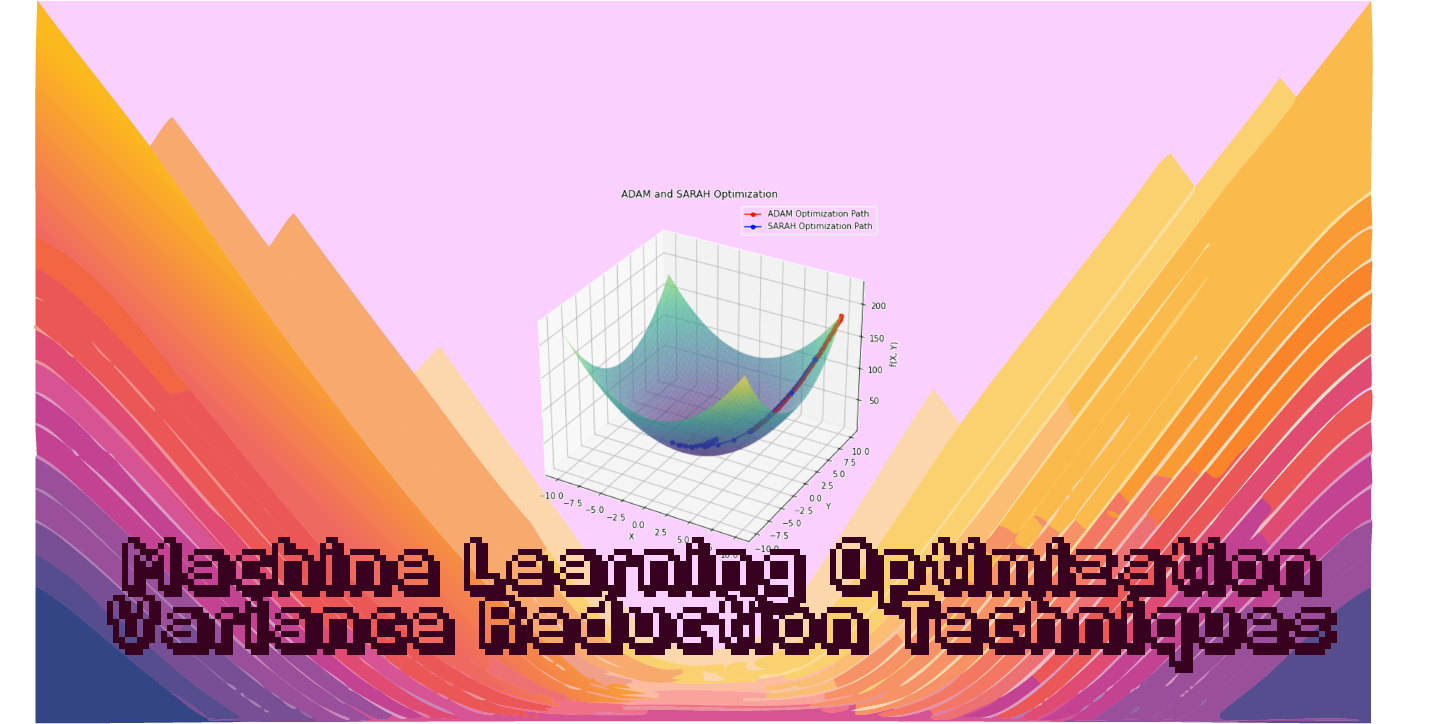 ADAM and SARAH Optimization
ADAM Optimization Path
SARAH Optimization Path
200
150
100
50
f(X, Y)
10.0
7.5
5.0
2.5
0.0
−2.5
−5.0
−7.5
−10.0
Y
−10.0
−7.5
−5.0
−2.5
0.0
2.5
5.0
X
Machine Learning Optimization
Variance Reduction Techniques